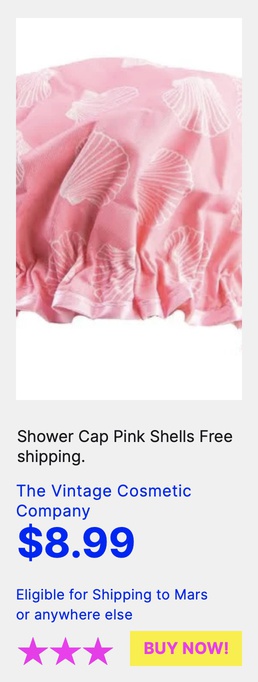 Shower Cap Pink Shells Free
shipping.
The Vintage Cosmetic
Company
$8.99
Eligible for Shipping to Mars
or anywhere else
BUY NOW!